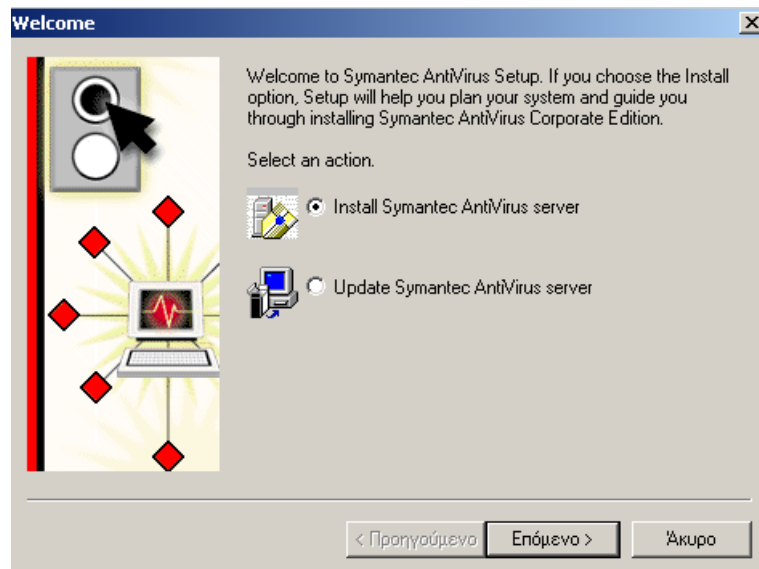 Welcome
Welcome to Symantec AntiVirus Setup. If you choose the Install
option, Setup will help you plan your system and guide you
through installing Symantec AntiVirus Corporate Edition.
Select an action.
Install Symantec AntiVirus server
Update Symantec AntiVirus server
< Προηγούμενο
Επόμενο >
Άκυρο